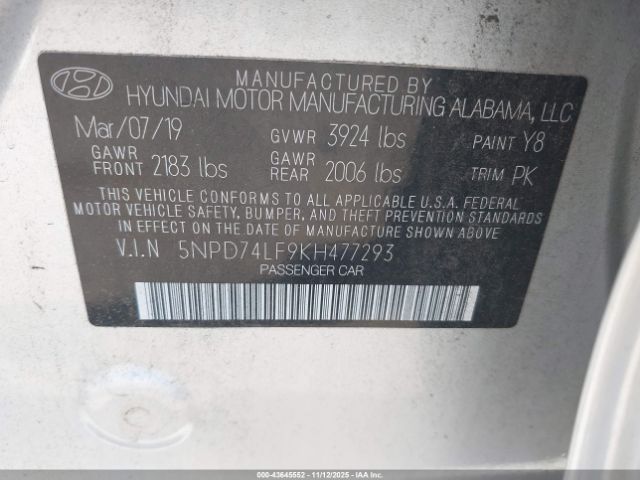 MANUFACTURED BY
HYUNDAI MOTOR MANUFACTURING ALABAMA, LLC
Mar/07/19 GVWR 3924 lbs PAINT Y8
GAWR FRONT 2183 lbs GAWR REAR 2006 lbs TRIM PK
THIS VEHICLE CONFORMS TO ALL APPLICABLE U.S.A. FEDERAL
MOTOR VEHICLE SAFETY, BUMPER, AND THEFT PREVENTION STANDARDS
IN EFFECT ON THE DATE OF MANUFACTURE SHOWN ABOVE.
V.I.N 5NPD74LF9KH477293
PASSENGER CAR
000-43645552 - 11/12/2025 - IAAI.COM